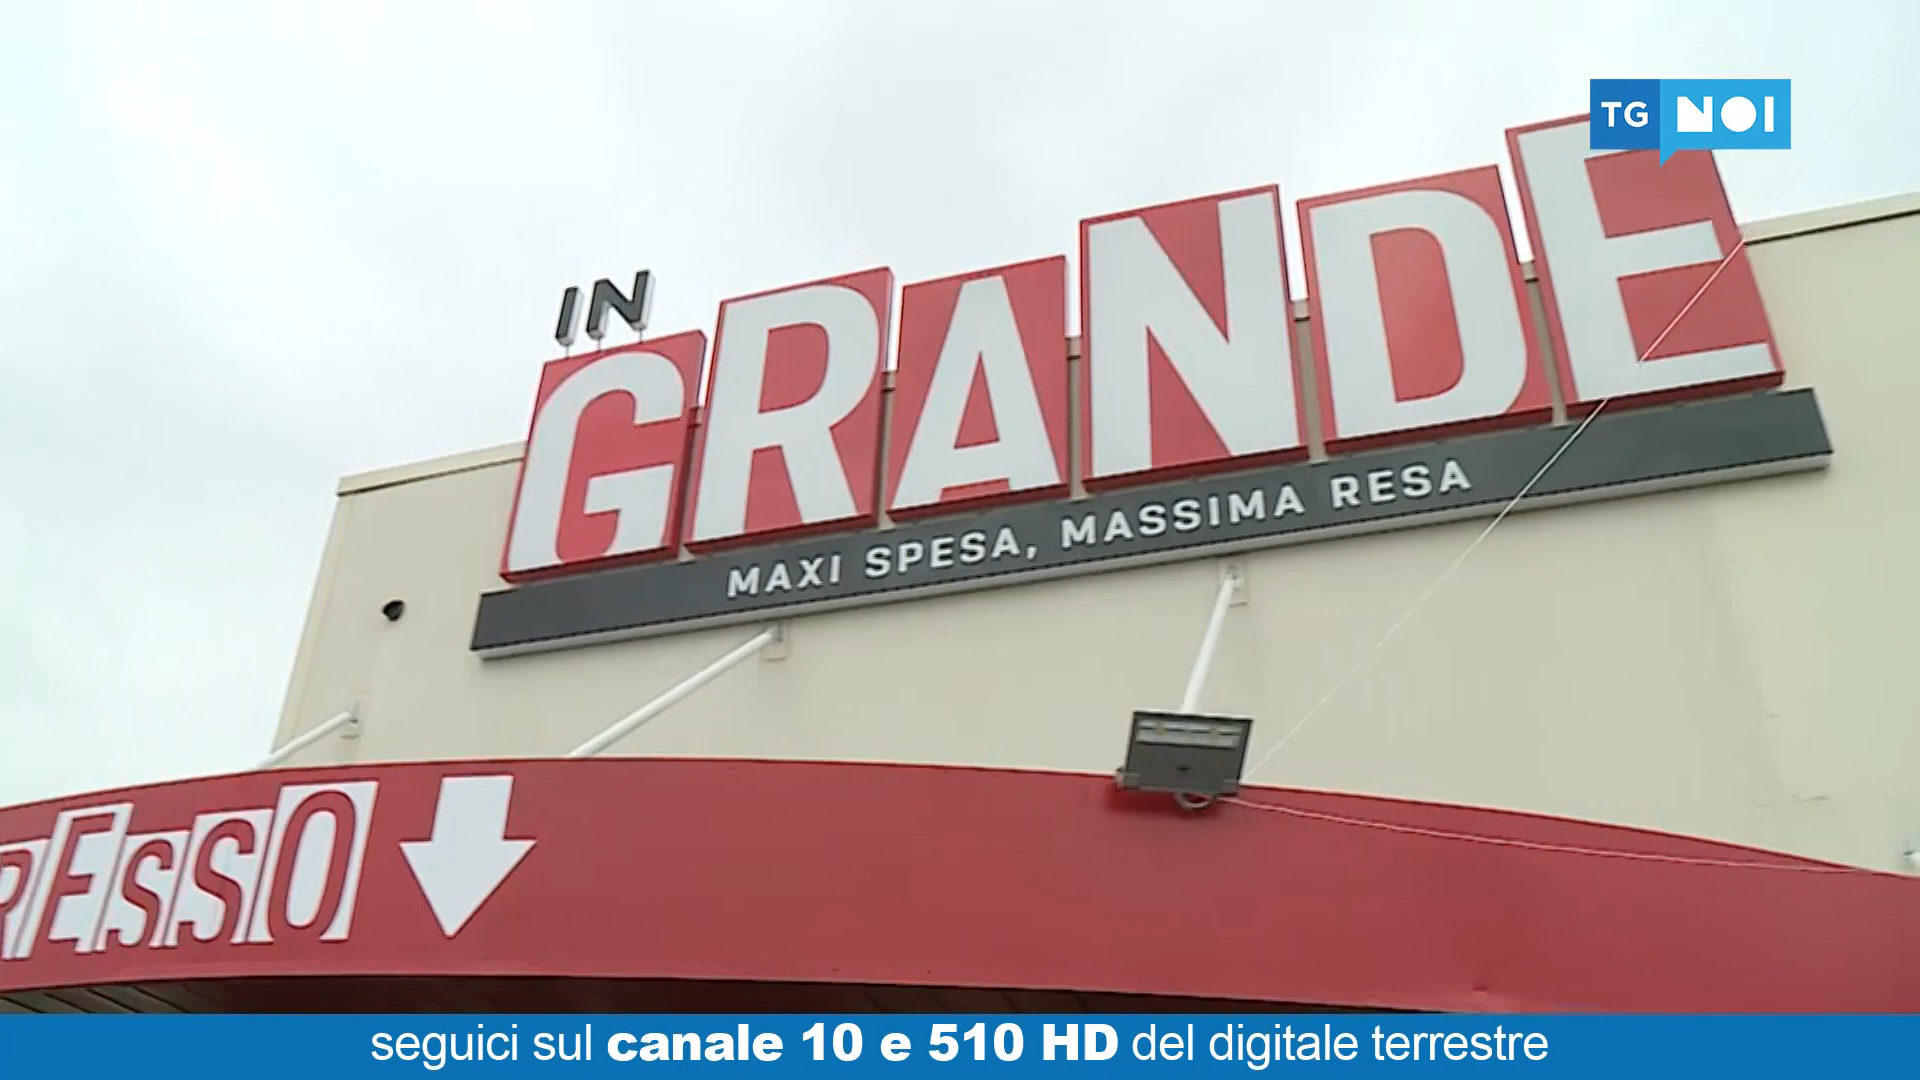 TG NOI
IN
GRANDE
MAXI SPESA, MASSIMA RESA
RESSO
seguici sul canale 10 e 510 HD del digitale terrestre